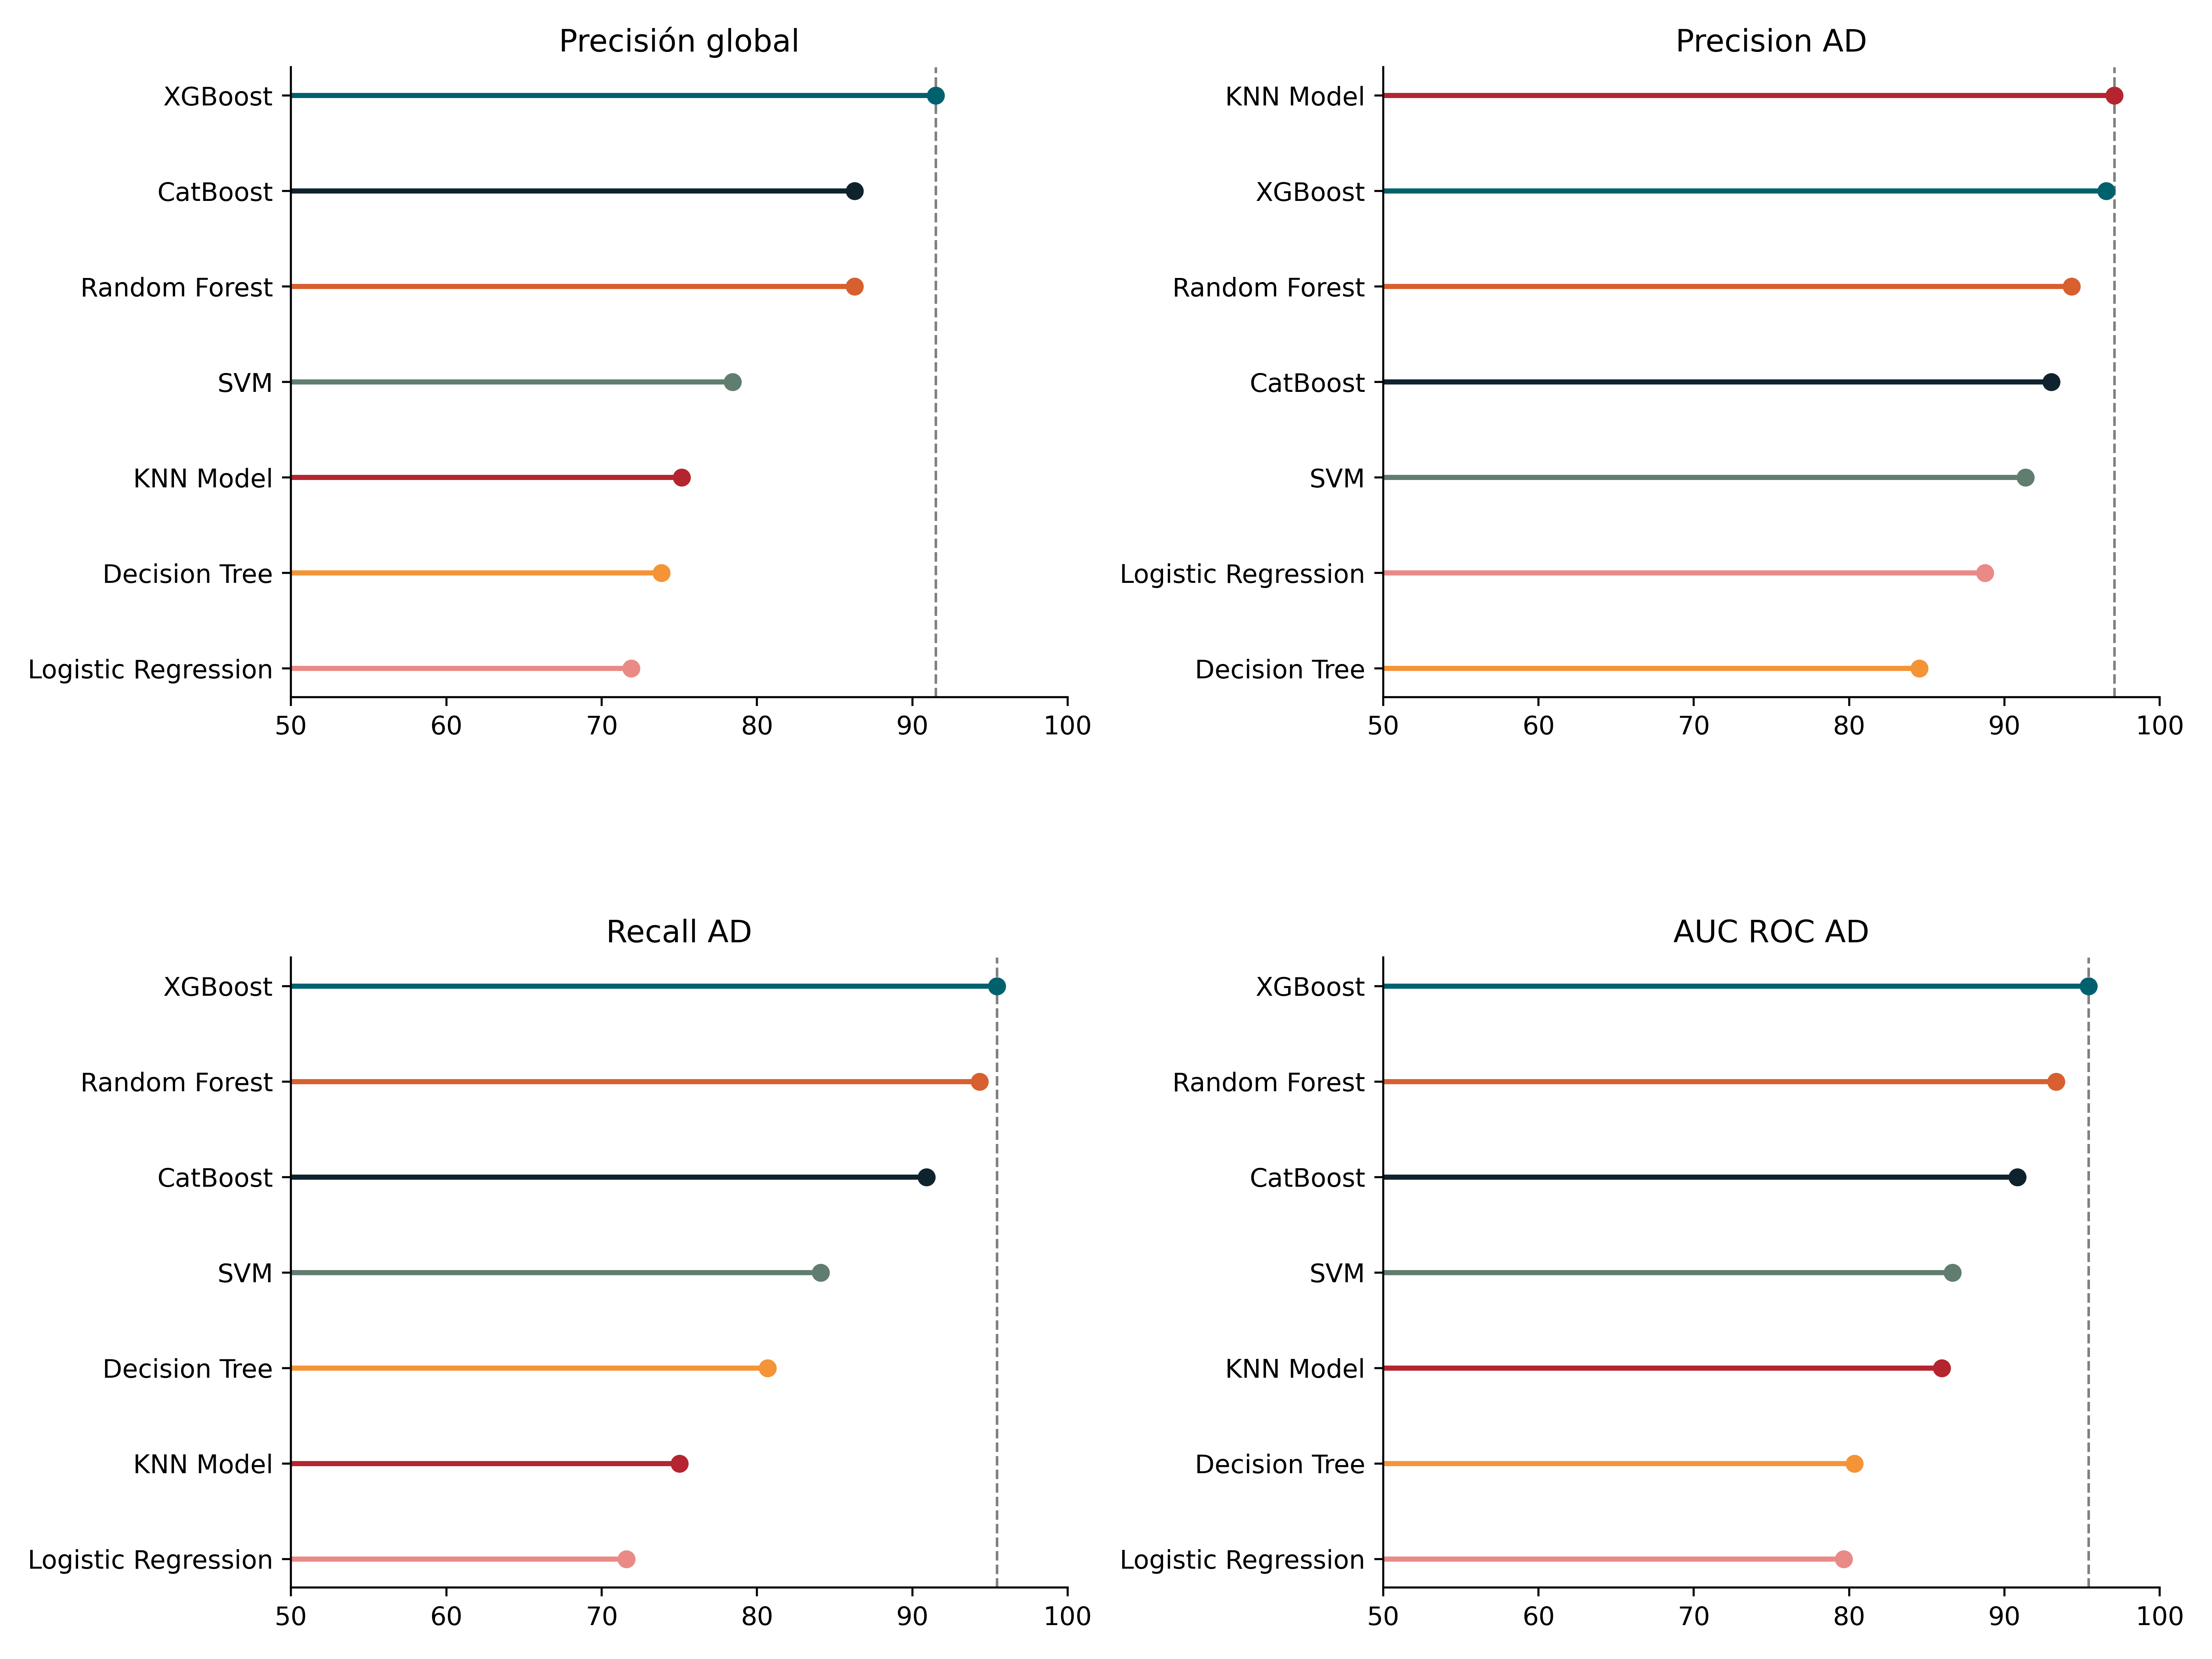 Precisión global
XGBoost
CatBoost
Random Forest
SVM
KNN Model
Decision Tree
Logistic Regression
50 60 70 80 90 100
Precision AD
KNN Model
XGBoost
Random Forest
CatBoost
SVM
Logistic Regression
Decision Tree
50 60 70 80 90 100
Recall AD
XGBoost
Random Forest
CatBoost
SVM
Decision Tree
KNN Model
Logistic Regression
50 60 70 80 90 100
AUC ROC AD
XGBoost
Random Forest
CatBoost
SVM
KNN Model
Decision Tree
Logistic Regression
50 60 70 80 90 100